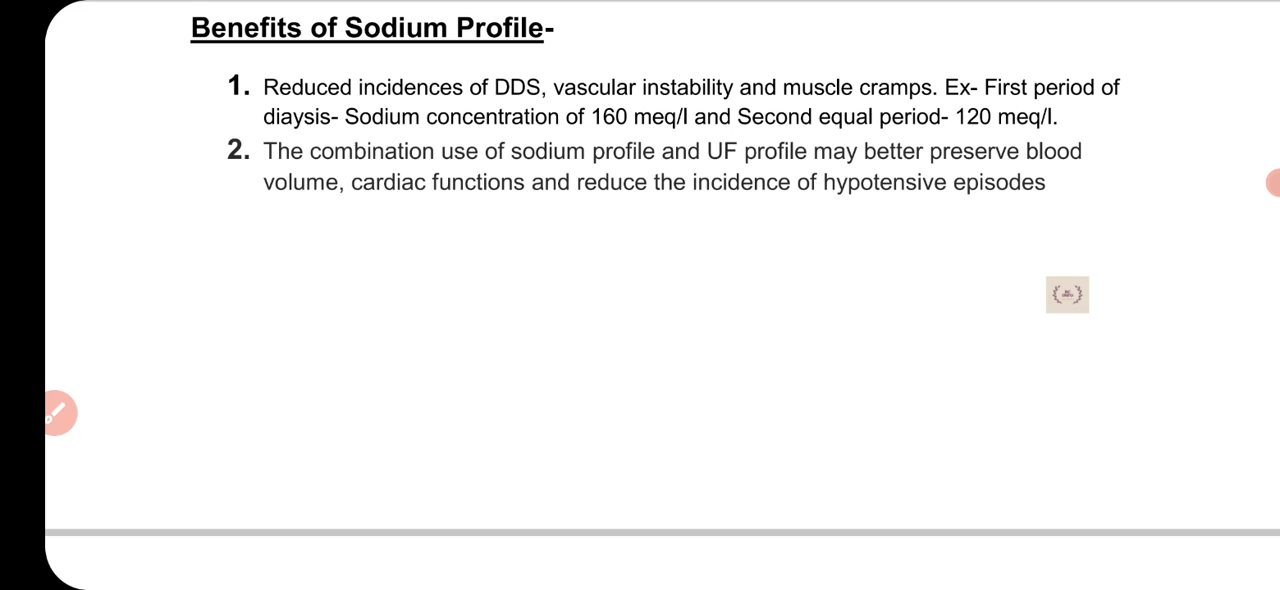 Benefits of Sodium Profile-
1. Reduced incidences of DDS, vascular instability and muscle cramps. Ex- First period of
diaysis- Sodium concentration of 160 meq/l and Second equal period- 120 meq/l.
2. The combination use of sodium profile and UF profile may better preserve blood
volume, cardiac functions and reduce the incidence of hypotensive episodes